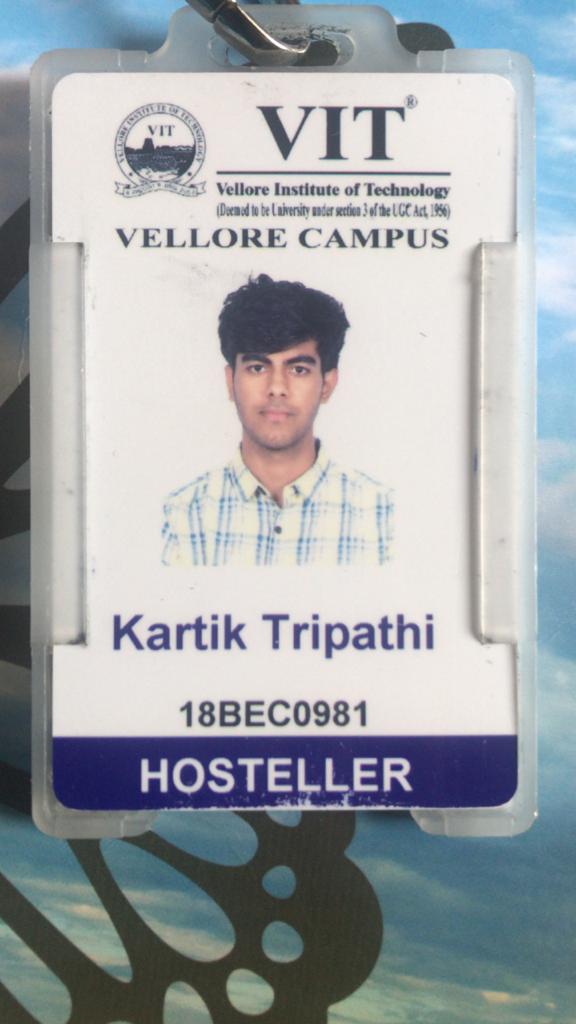 VELLORE INSTITUTE OF TECHNOLOGY
VIT
VIT®
Vellore Institute of Technology
(Deemed to be University under section 3 of the UGC Act, 1956)
VELLORE CAMPUS
Kartik Tripathi
18BEC0981
HOSTELLER